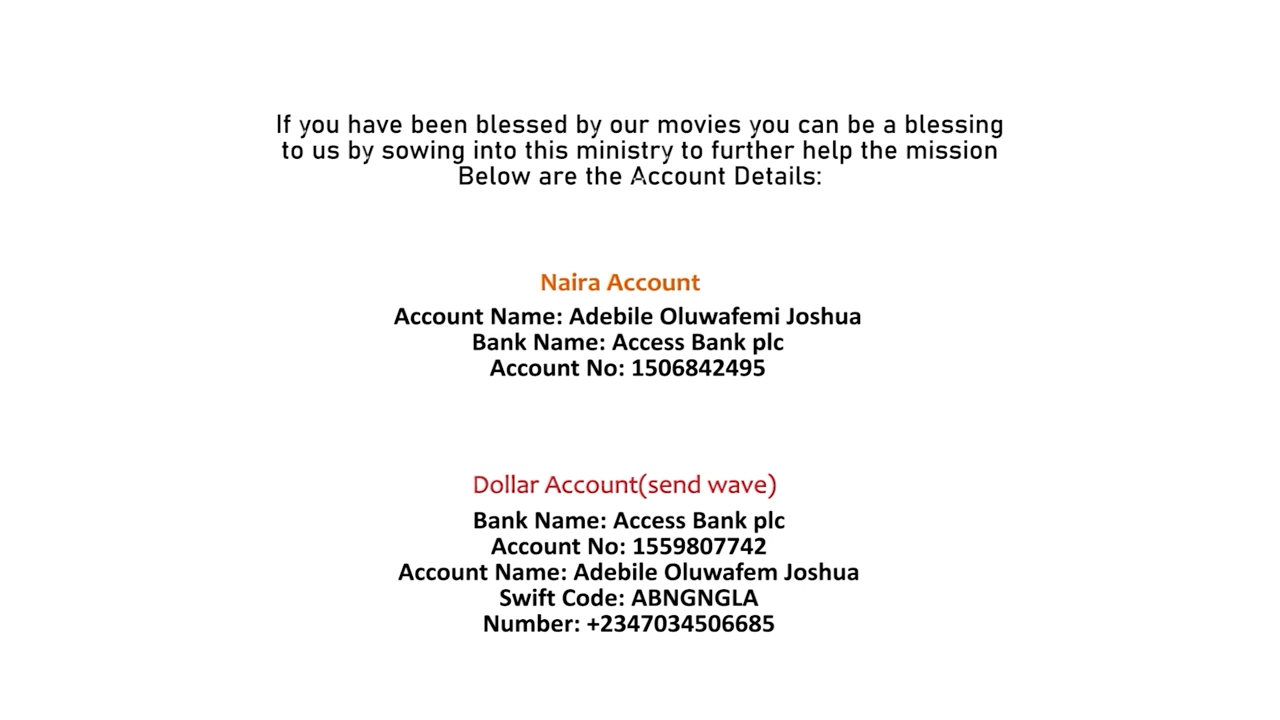 If you have been blessed by our movies you can be a blessing
to us by sowing into this ministry to further help the mission
Below are the Account Details:
Naira Account
Account Name: Adebile Oluwafemi Joshua
Bank Name: Access Bank plc
Account No: 1506842495
Dollar Account(send wave)
Bank Name: Access Bank plc
Account No: 1559807742
Account Name: Adebile Oluwafem Joshua
Swift Code: ABNGNGLA
Number: +2347034506685